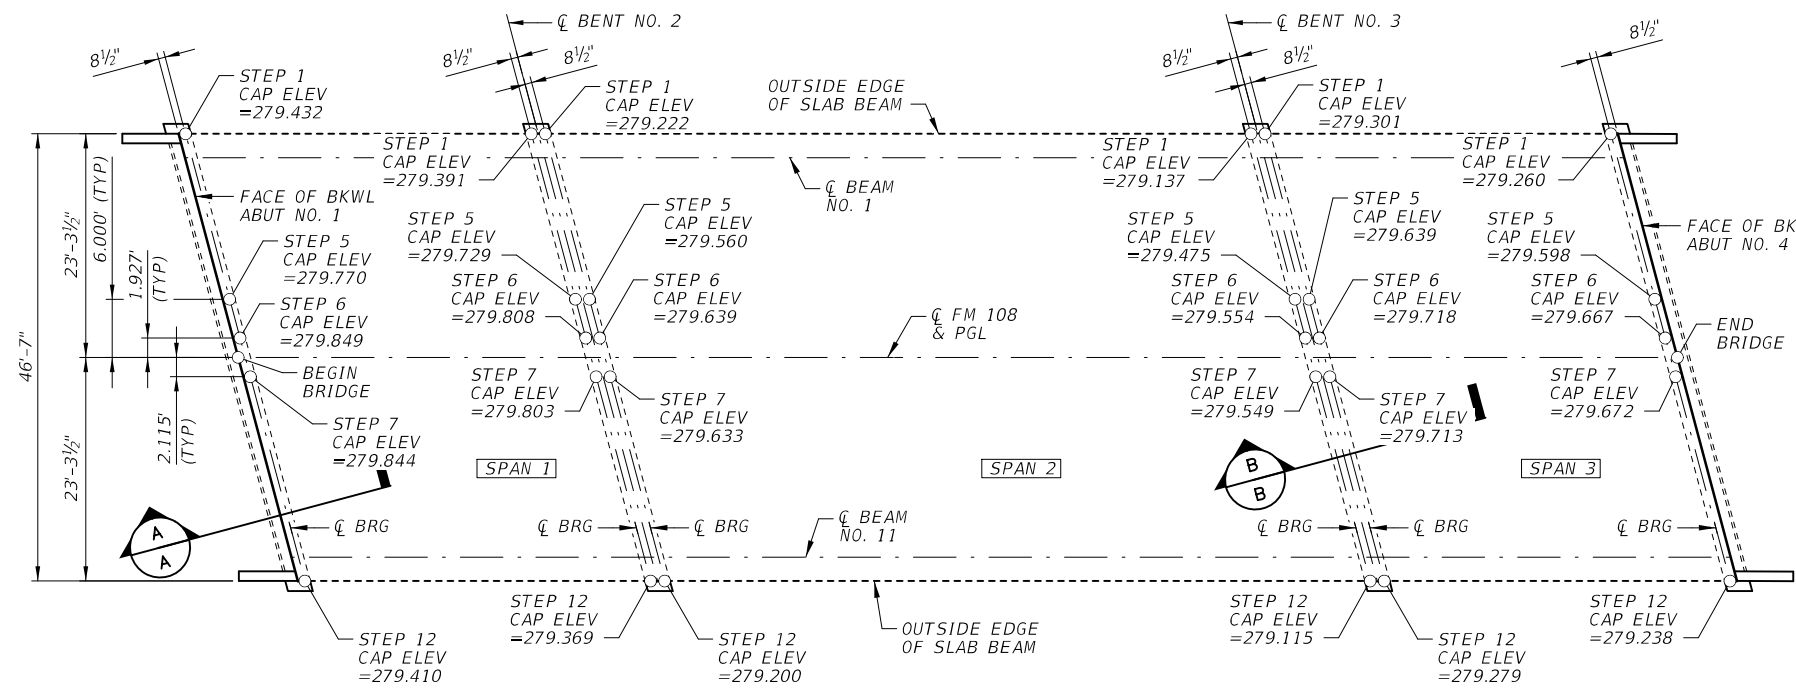 ℄ BENT NO. 2
℄ BENT NO. 3
8½"
8½"
8½"
8½"
8½"
8½"
STEP 1
CAP ELEV
=279.432
STEP 1
CAP ELEV
=279.222
OUTSIDE EDGE
OF SLAB BEAM
STEP 1
CAP ELEV
=279.301
STEP 1
CAP ELEV
=279.391
STEP 1
CAP ELEV
=279.137
STEP 1
CAP ELEV
=279.260
℄ BEAM
NO. 1
FACE OF BKWL
ABUT NO. 1
FACE OF BK
ABUT NO. 4
46'-7"
23'-3½"
23'-3½"
6.000' (TYP)
1.927'
(TYP)
2.115'
(TYP)
STEP 5
CAP ELEV
=279.770
STEP 5
CAP ELEV
=279.729
STEP 5
CAP ELEV
=279.560
STEP 5
CAP ELEV
=279.475
STEP 5
CAP ELEV
=279.639
STEP 5
CAP ELEV
=279.598
STEP 6
CAP ELEV
=279.849
STEP 6
CAP ELEV
=279.808
STEP 6
CAP ELEV
=279.639
STEP 6
CAP ELEV
=279.554
STEP 6
CAP ELEV
=279.718
STEP 6
CAP ELEV
=279.667
℄ FM 108
& PGL
BEGIN
BRIDGE
END
BRIDGE
STEP 7
CAP ELEV
=279.844
STEP 7
CAP ELEV
=279.803
STEP 7
CAP ELEV
=279.633
STEP 7
CAP ELEV
=279.549
STEP 7
CAP ELEV
=279.713
STEP 7
CAP ELEV
=279.672
SPAN 1
SPAN 2
SPAN 3
A
A
B
B
℄ BRG
℄ BRG
℄ BRG
℄ BRG
℄ BRG
℄ BRG
℄ BEAM
NO. 11
STEP 12
CAP ELEV
=279.410
STEP 12
CAP ELEV
=279.369
STEP 12
CAP ELEV
=279.200
OUTSIDE EDGE
OF SLAB BEAM
STEP 12
CAP ELEV
=279.115
STEP 12
CAP ELEV
=279.279
STEP 12
CAP ELEV
=279.238